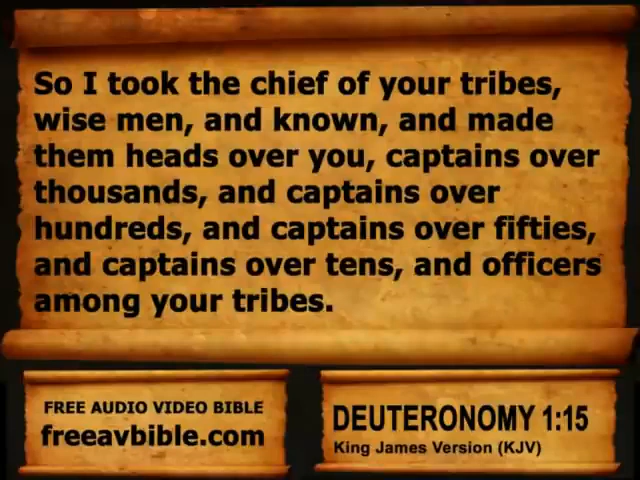 So I took the chief of your tribes,
wise men, and known, and made
them heads over you, captains over
thousands, and captains over
hundreds, and captains over fifties,
and captains over tens, and officers
among your tribes.
FREE AUDIO VIDEO BIBLE
freeavbible.com
DEUTERONOMY 1:15
King James Version (KJV)